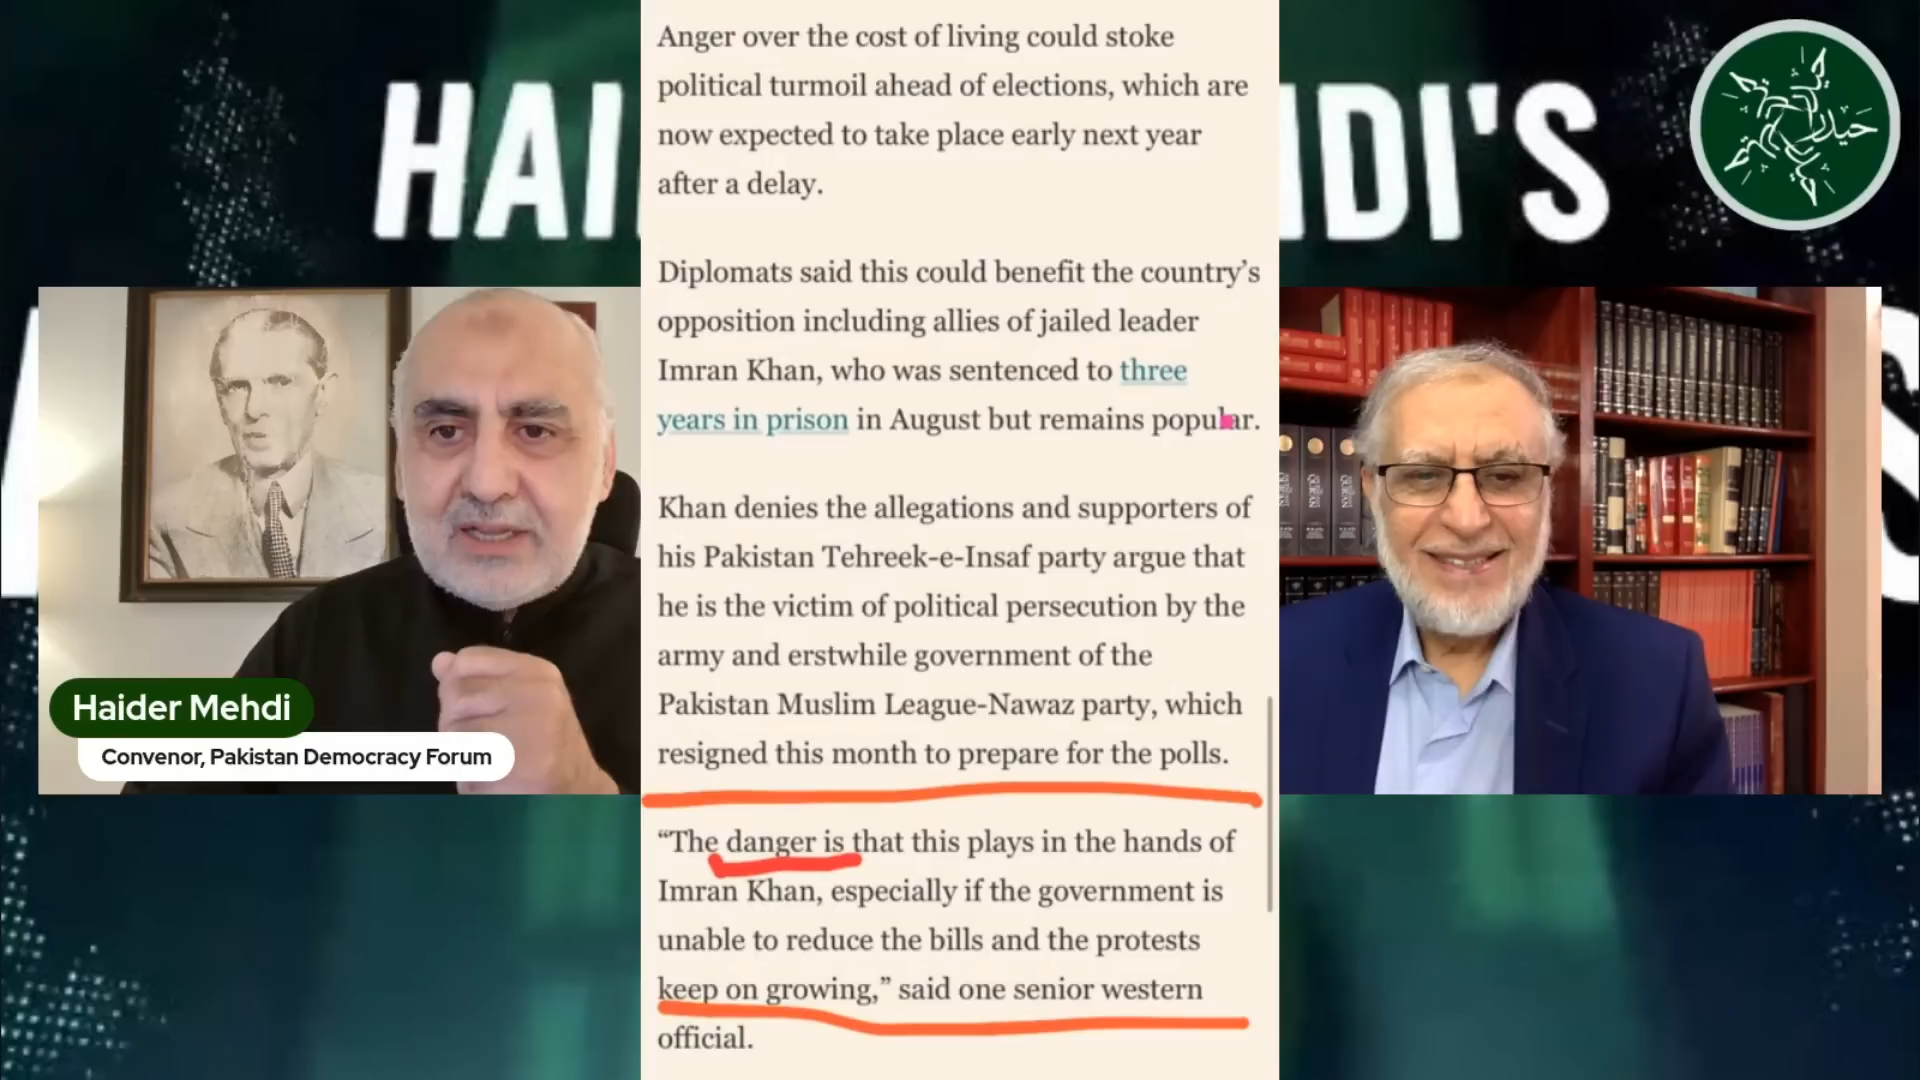 HAI
DI'S
حیدر
Anger over the cost of living could stoke
political turmoil ahead of elections, which are
now expected to take place early next year
after a delay.
Diplomats said this could benefit the country’s
opposition including allies of jailed leader
Imran Khan, who was sentenced to three
years in prison in August but remains popular.
Khan denies the allegations and supporters of
his Pakistan Tehreek-e-Insaf party argue that
he is the victim of political persecution by the
army and erstwhile government of the
Pakistan Muslim League-Nawaz party, which
resigned this month to prepare for the polls.
“The danger is that this plays in the hands of
Imran Khan, especially if the government is
unable to reduce the bills and the protests
keep on growing,” said one senior western
official.
Haider Mehdi
Convenor, Pakistan Democracy Forum